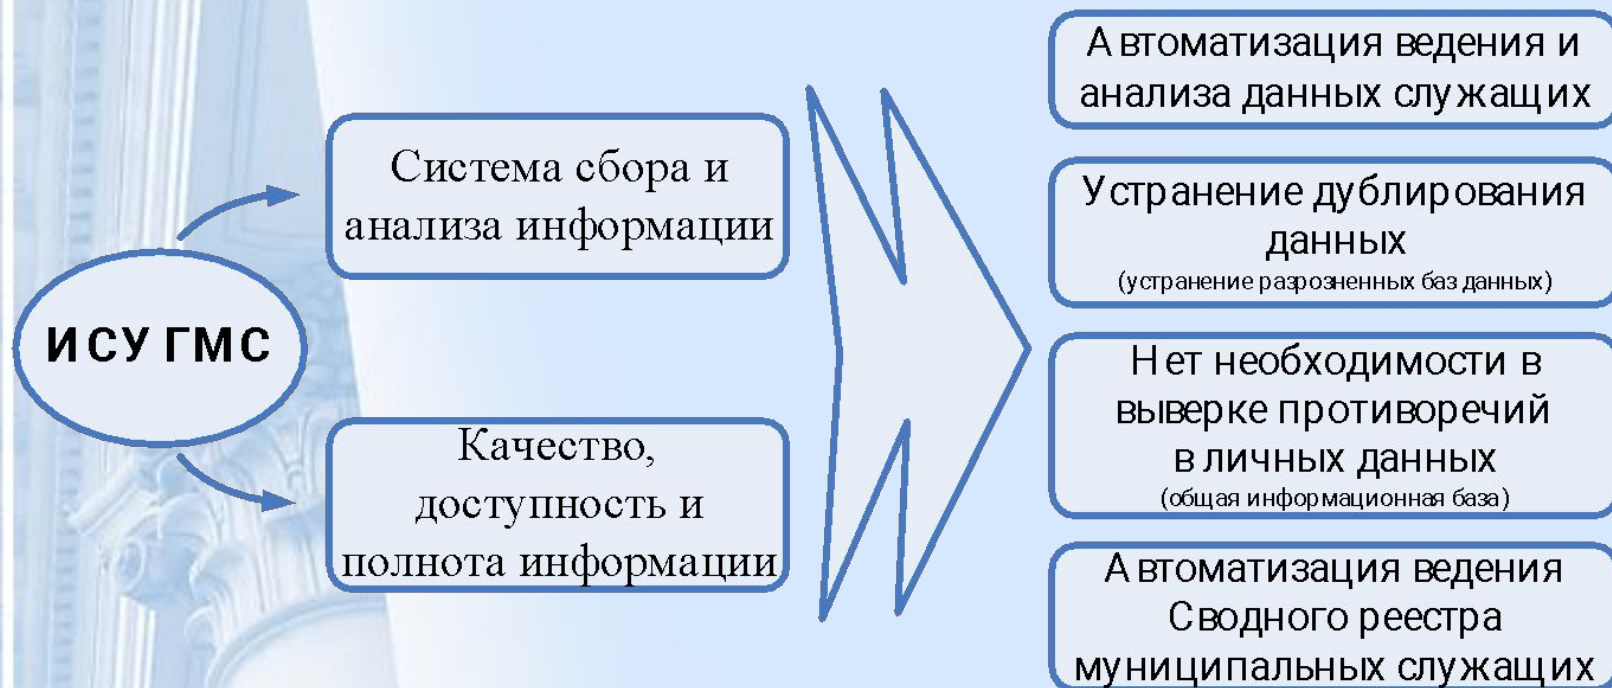 ИСУ ГМС
Система сбора и
анализа информации
Качество,
доступность и
полнота информации
Автоматизация ведения и
анализа данных служащих
Устранение дублирования
данных
(устранение разрозненных баз данных)
Нет необходимости в
выверке противоречий
в личных данных
(общая информационная база)
Автоматизация ведения
Сводного реестра
муниципальных служащих